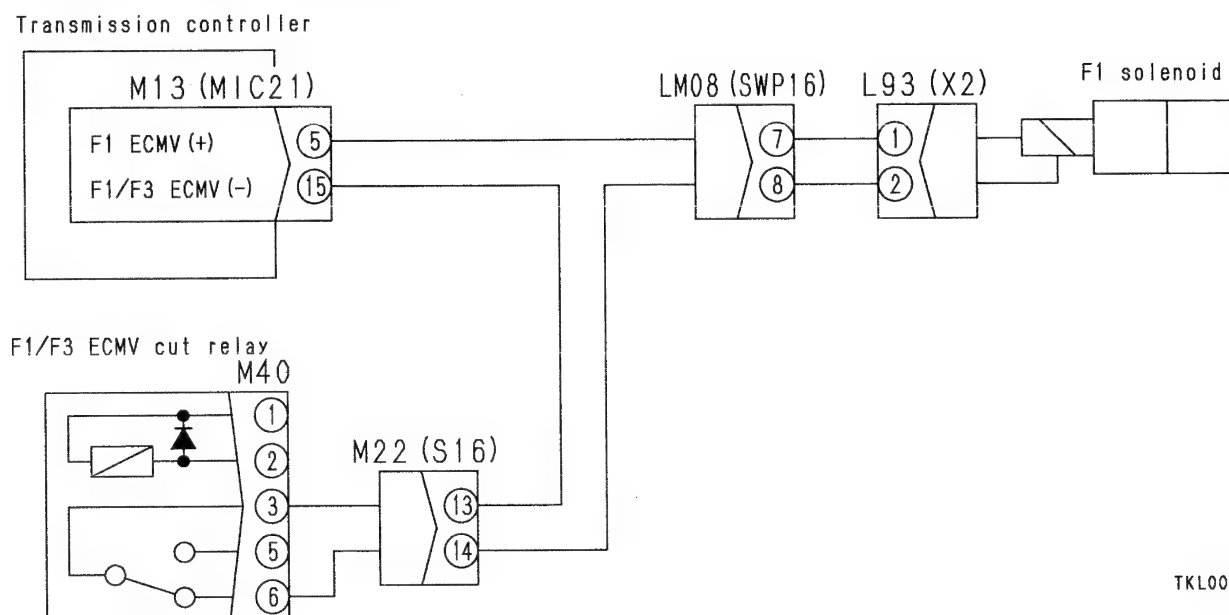 Transmission controller
M13 (MIC21)
F1 ECMV (+) 5
F1/F3 ECMV (-) 15
LM08 (SWP16)
7
8
L93 (X2)
1
2
F1 solenoid
F1/F3 ECMV cut relay
M40
1
2
3
5
6
M22 (S16)
13
14
TKL00